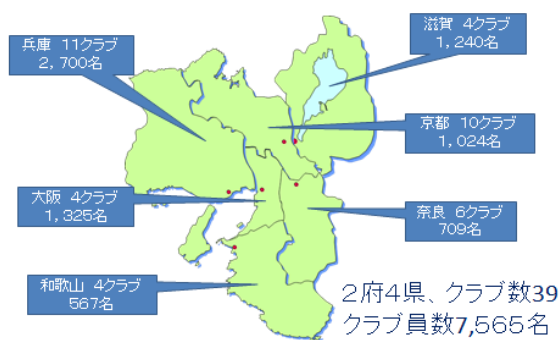 兵庫 11クラブ
2,700名
滋賀 4クラブ
1,240名
京都 10クラブ
1,024名
大阪 4クラブ
1,325名
奈良 6クラブ
709名
和歌山 4クラブ
567名
2府4県、クラブ数39
クラブ員数7,565名